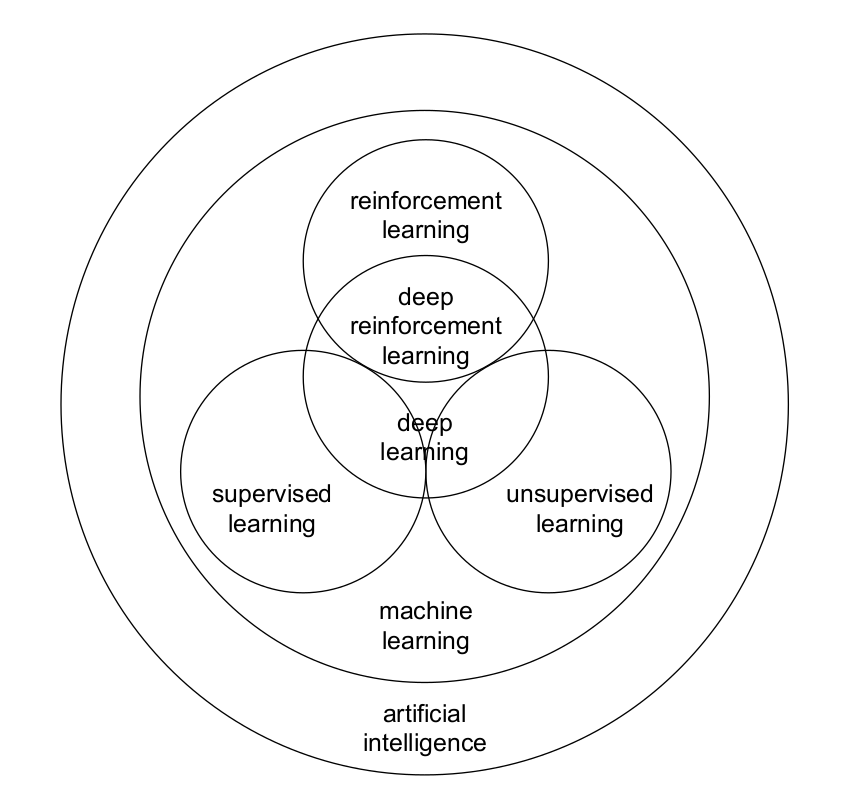 reinforcement
learning
deep
reinforcement
learning
deep
learning
supervised
learning
unsupervised
learning
machine
learning
artificial
intelligence